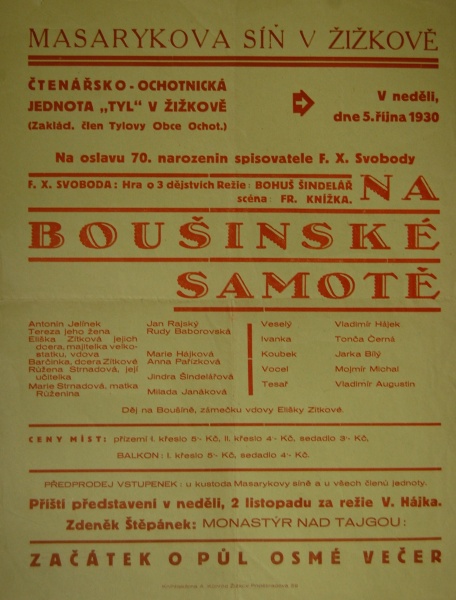 MASARYKOVA SÍŇ V ŽIŽKOVĚ
ČTENÁŘSKO-OCHOTNICKÁ
JEDNOTA „TYL" V ŽIŽKOVĚ
(Zaklád. člen Tylovy Obce Ochot.)
V neděli,
dne 5. října 1930
Na oslavu 70. narozenin spisovatele F. X. Svobody
F. X. SVOBODA: Hra o 3 dějstvích Režie: BOHUŠ ŠINDELÁŘ
scéna: FR. KNÍŽKA.
NA
BOUŠINSKÉ
SAMOTĚ
Antonín Jelínek Jan Rajský
Tereza jeho žena Rudy Baborovská
Eliška Zítková jejich
dcera, majitelka velko-
statku, vdova Marie Hájková
Barčinka, dcera Zítkové Anna Pařízková
Růžena Strnadová, její
učitelka Jindra Šindelářová
Marie Strnadová, matka
Růženina Milada Janáková
Veselý Vladimír Hájek
Ivanka Tonča Černá
Koubek Jarka Bílý
Vocel Mojmír Michal
Tesař Vladimír Augustin
Děj na Boušíně, zámečku vdovy Elišky Zítkové.
CENY MÍST: přízemí I. křeslo 5·- Kč, II. křeslo 4·- Kč, sedadlo 3·- Kč,
BALKON: I. křeslo 5·- Kč, sedadlo 4·- Kč.
PŘEDPRODEJ VSTUPENEK: u kustoda Masarykovy síně a u všech členů jednoty.
Příští představení v neděli, 2 listopadu za režie V. Hájka.
Zdeněk Štěpánek: MONASTÝR NAD TAJGOU:
ZAČÁTEK O PŮL OSMÉ VEČER